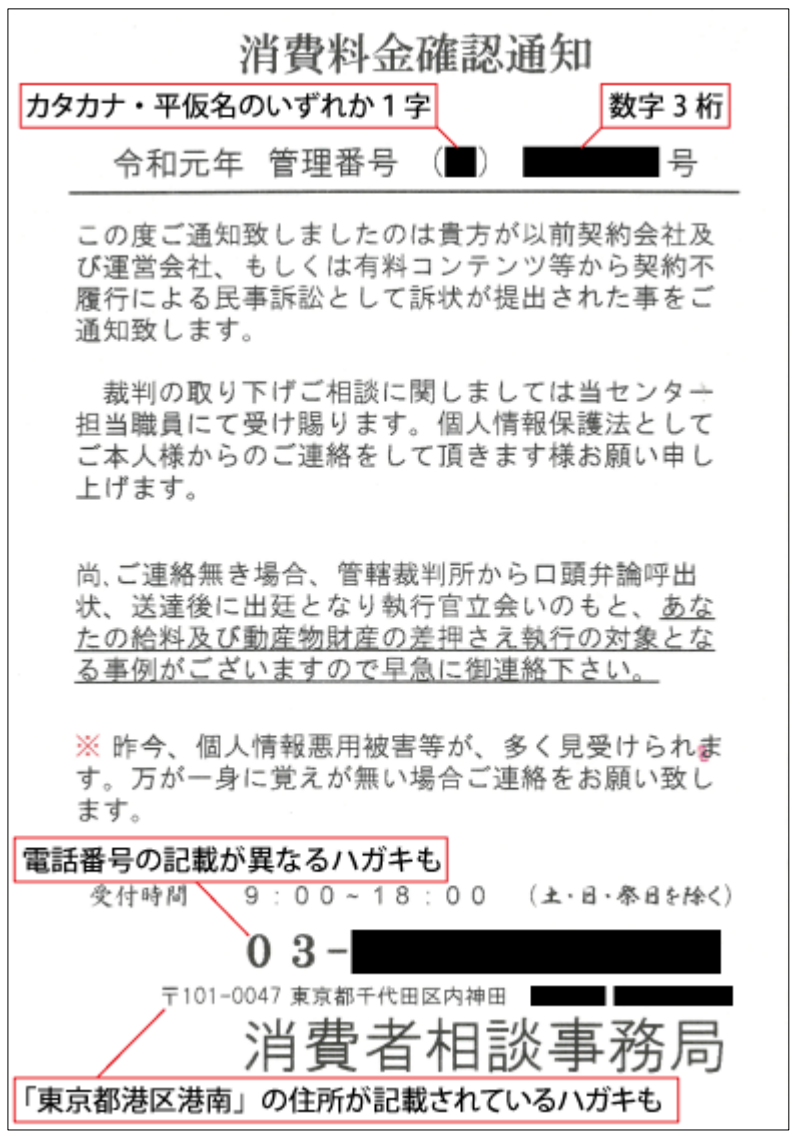 消費料金確認通知
カタカナ・平仮名のいずれか1字
数字3桁
令和元年 管理番号 ( ) 号
この度ご通知致しましたのは貴方が以前契約会社及
び運営会社、もしくは有料コンテンツ等から契約不
履行による民事訴訟として訴状が提出された事をご
通知致します。
裁判の取り下げご相談に関しましては当センター
担当職員にて受け賜ります。個人情報保護法として
ご本人様からのご連絡をして頂きます様お願い申し
上げます。
尚、ご連絡無き場合、管轄裁判所から口頭弁論呼出
状、送達後に出廷となり執行官立会いのもと、あな
たの給料及び動産物財産の差押さえ執行の対象とな
る事例がございますので早急に御連絡下さい。
※ 昨今、個人情報悪用被害等が、多く見受けられま
す。万が一身に覚えが無い場合ご連絡をお願い致し
ます。
電話番号の記載が異なるハガキも
受付時間 9:00~18:00 (土・日・祭日を除く)
03-
〒101-0047 東京都千代田区内神田
消費者相談事務局
「東京都港区港南」の住所が記載されているハガキも